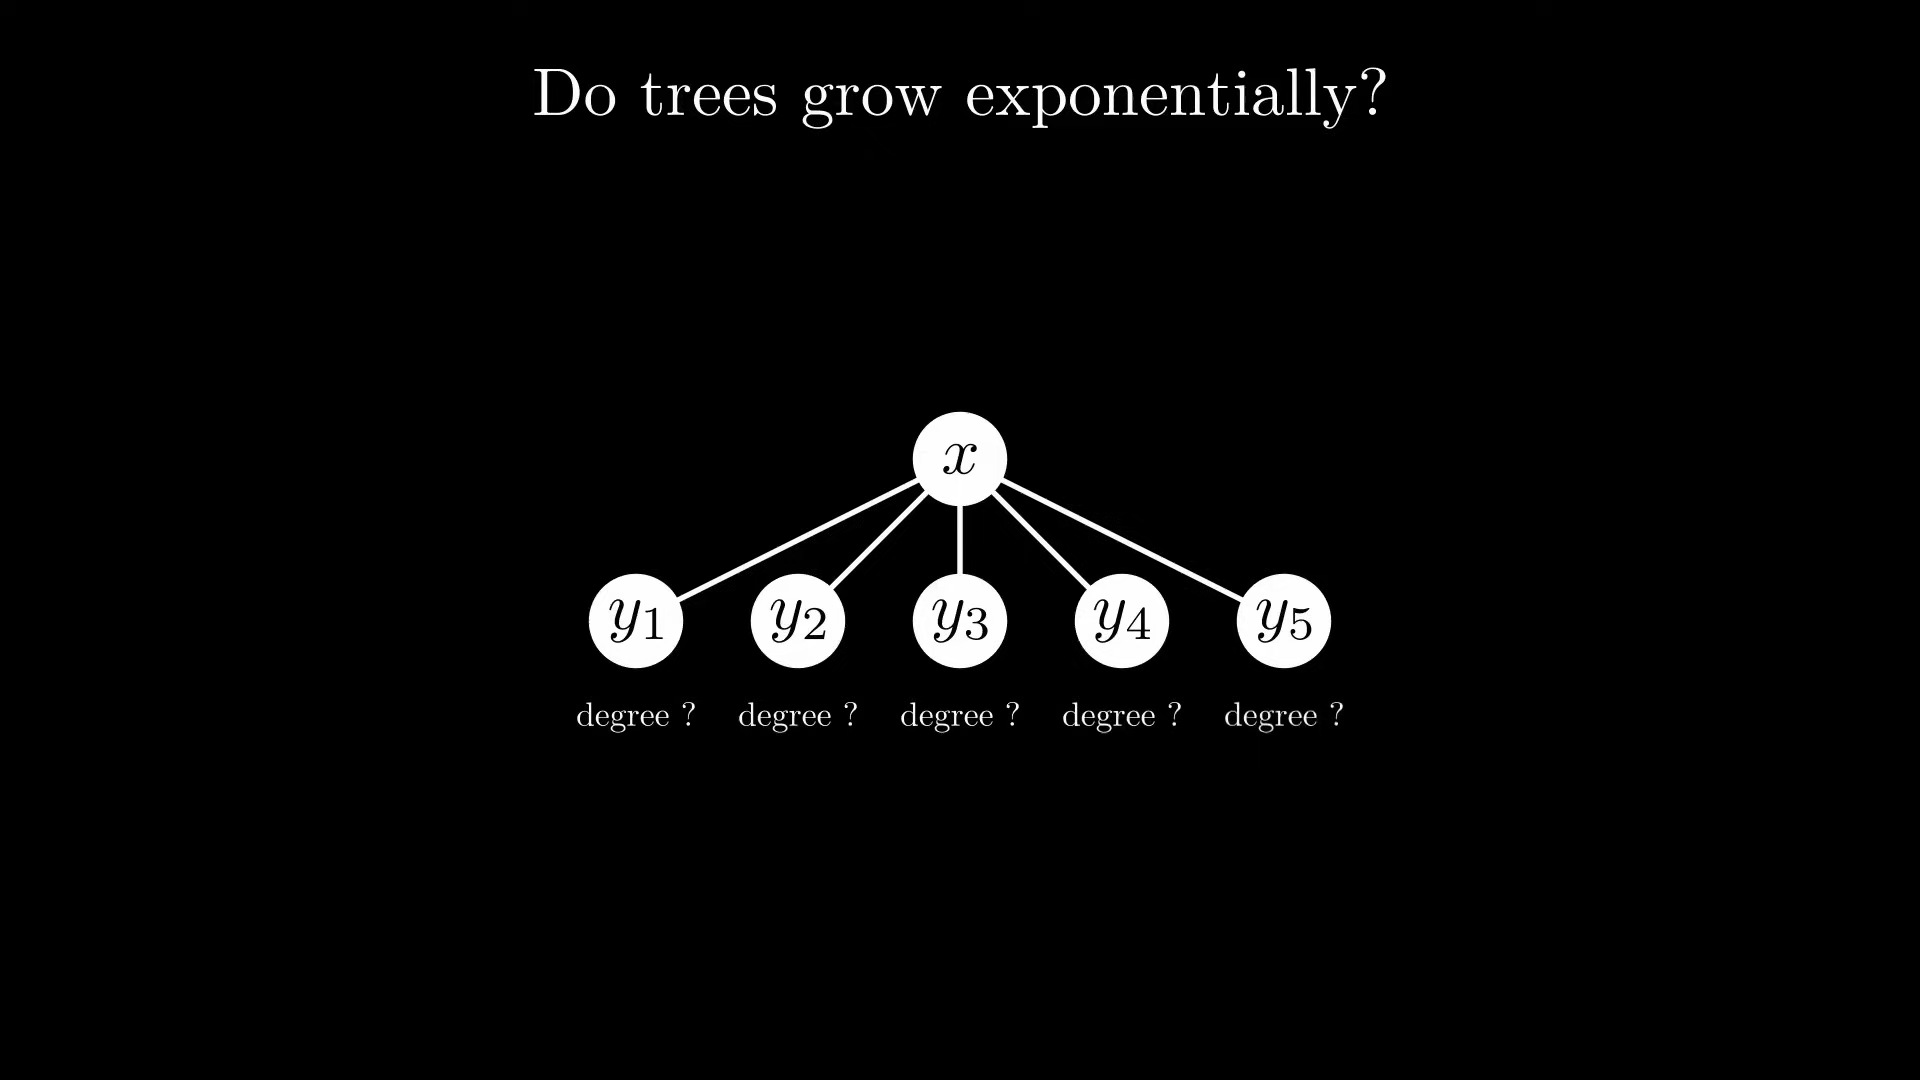 Do trees grow exponentially?
x
y₁ y₂ y₃ y₄ y₅
degree ? degree ? degree ? degree ? degree ?